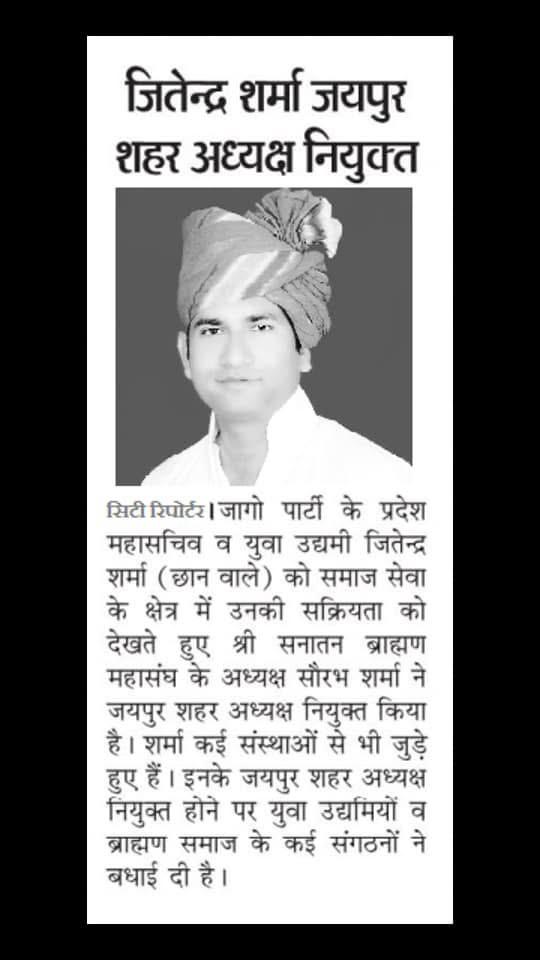 जितेन्द्र शर्मा जयपुर
शहर अध्यक्ष नियुक्त
सिटी रिपोर्टर। जागो पार्टी के प्रदेश
महासचिव व युवा उद्यमी जितेन्द्र
शर्मा (छान वाले) को समाज सेवा
के क्षेत्र में उनकी सक्रियता को
देखते हुए श्री सनातन ब्राह्मण
महासंघ के अध्यक्ष सौरभ शर्मा ने
जयपुर शहर अध्यक्ष नियुक्त किया
है। शर्मा कई संस्थाओं से भी जुड़े
हुए हैं। इनके जयपुर शहर अध्यक्ष
नियुक्त होने पर युवा उद्यमियों व
ब्राह्मण समाज के कई संगठनों ने
बधाई दी है।